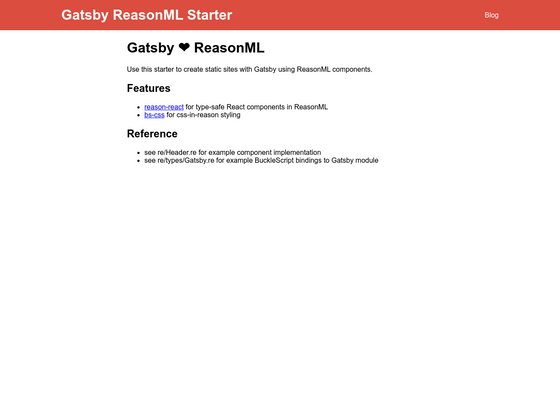 Gatsby ReasonML Starter
Blog
Gatsby ❤ ReasonML
Use this starter to create static sites with Gatsby using ReasonML components.
Features
• reason-react for type-safe React components in ReasonML
• bs-css for css-in-reason styling
Reference
• see re/Header.re for example component implementation
• see re/types/Gatsby.re for example BuckleScript bindings to Gatsby module